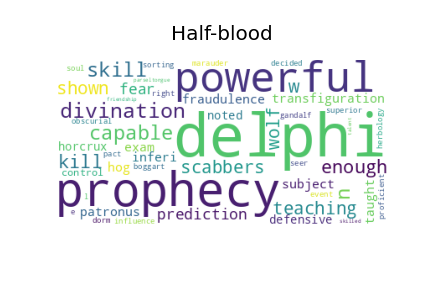 Half-blood
soul sorting marauder decided
skill powerful
shown fear right w
parseltongue fraudulence transfiguration
divination noted gandalf superior
obscurial wolf delphi
capable herbology
horcrux exam
kill pact inferi seer
hog boggart scabbers enough
control
prophecy subject n
i event taught proficient
e patronus prediction teaching
dorm influence defensive skilled
friendship